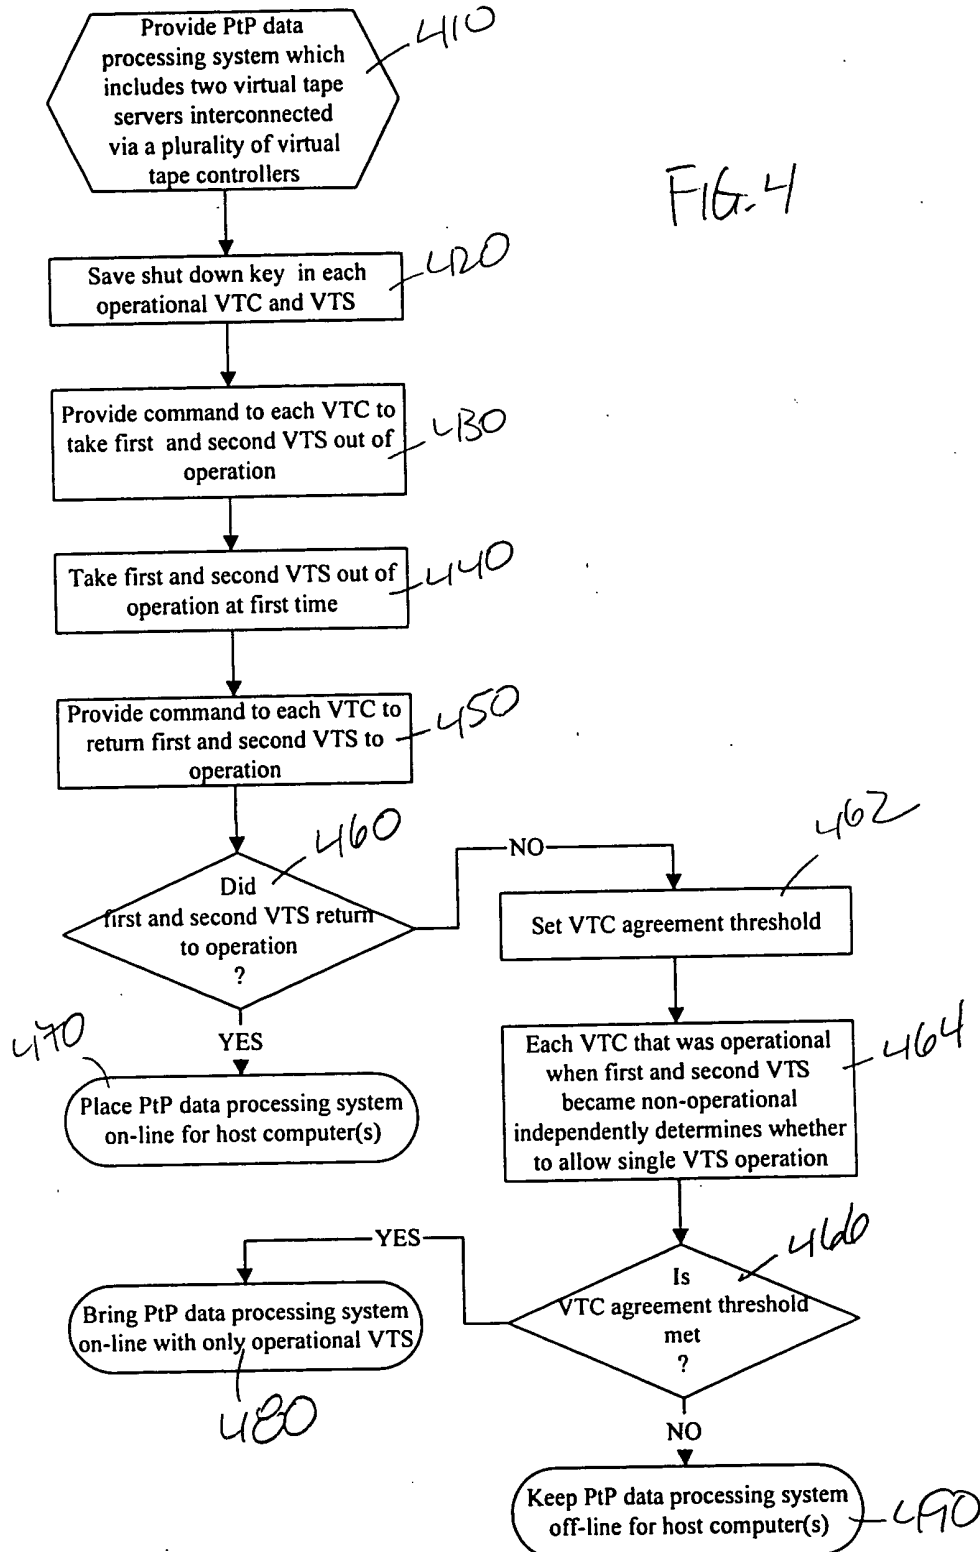 Provide PtP data
processing system which
includes two virtual tape
servers interconnected
via a plurality of virtual
tape controllers
410
FIG. 4
Save shut down key in each
operational VTC and VTS
420
Provide command to each VTC to
take first and second VTS out of
operation
430
Take first and second VTS out of
operation at first time
440
Provide command to each VTC to
return first and second VTS to
operation
450
460
Did
first and second VTS return
to operation
?
NO
462
Set VTC agreement threshold
YES
470
Place PtP data processing system
on-line for host computer(s)
Each VTC that was operational
when first and second VTS
became non-operational
independently determines whether
to allow single VTS operation
464
466
Is
VTC agreement threshold
met
?
YES
Bring PtP data processing system
on-line with only operational VTS
480
NO
Keep PtP data processing system
off-line for host computer(s)
490